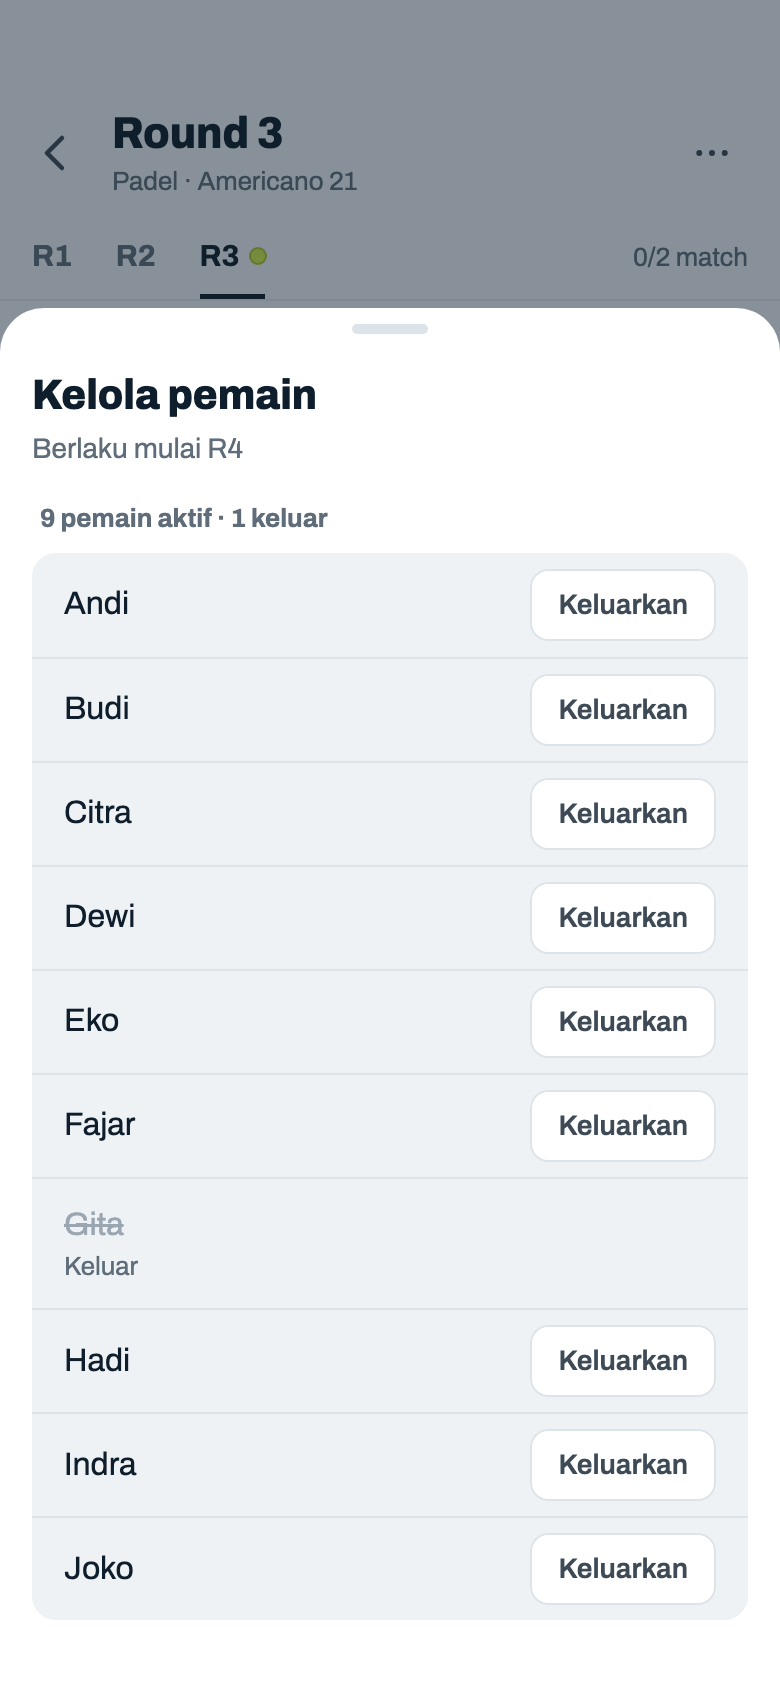 Round 3
Padel · Americano 21
R1 R2 R3 0/2 match
Kelola pemain
Berlaku mulai R4
9 pemain aktif · 1 keluar
Andi Keluarkan
Budi Keluarkan
Citra Keluarkan
Dewi Keluarkan
Eko Keluarkan
Fajar Keluarkan
Gita
Keluar
Hadi Keluarkan
Indra Keluarkan
Joko Keluarkan